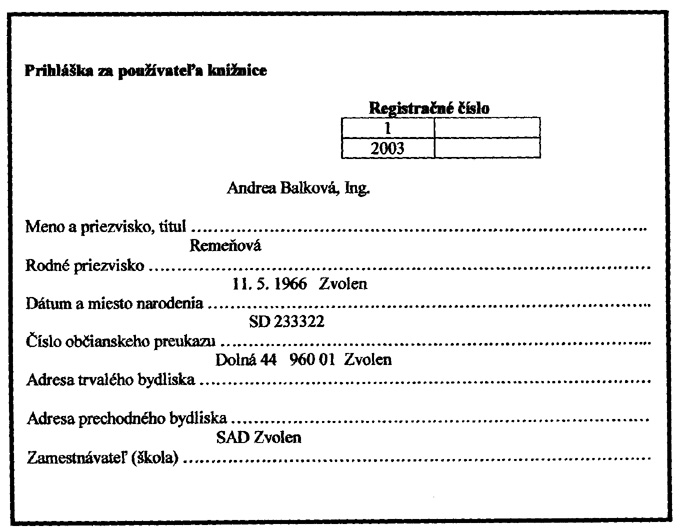 Prihláška za používateľa knižnice
Registračné číslo
1
2003
Andrea Balková, Ing.
Meno a priezvisko, titul ....................................................................................
Remeňová
Rodné priezvisko ....................................................................................
11. 5. 1966 Zvolen
Dátum a miesto narodenia ....................................................................................
SD 233322
Číslo občianskeho preukazu ....................................................................................
Dolná 44 960 01 Zvolen
Adresa trvalého bydliska ....................................................................................
Adresa prechodného bydliska ....................................................................................
SAD Zvolen
Zamestnávateľ (škola) ....................................................................................